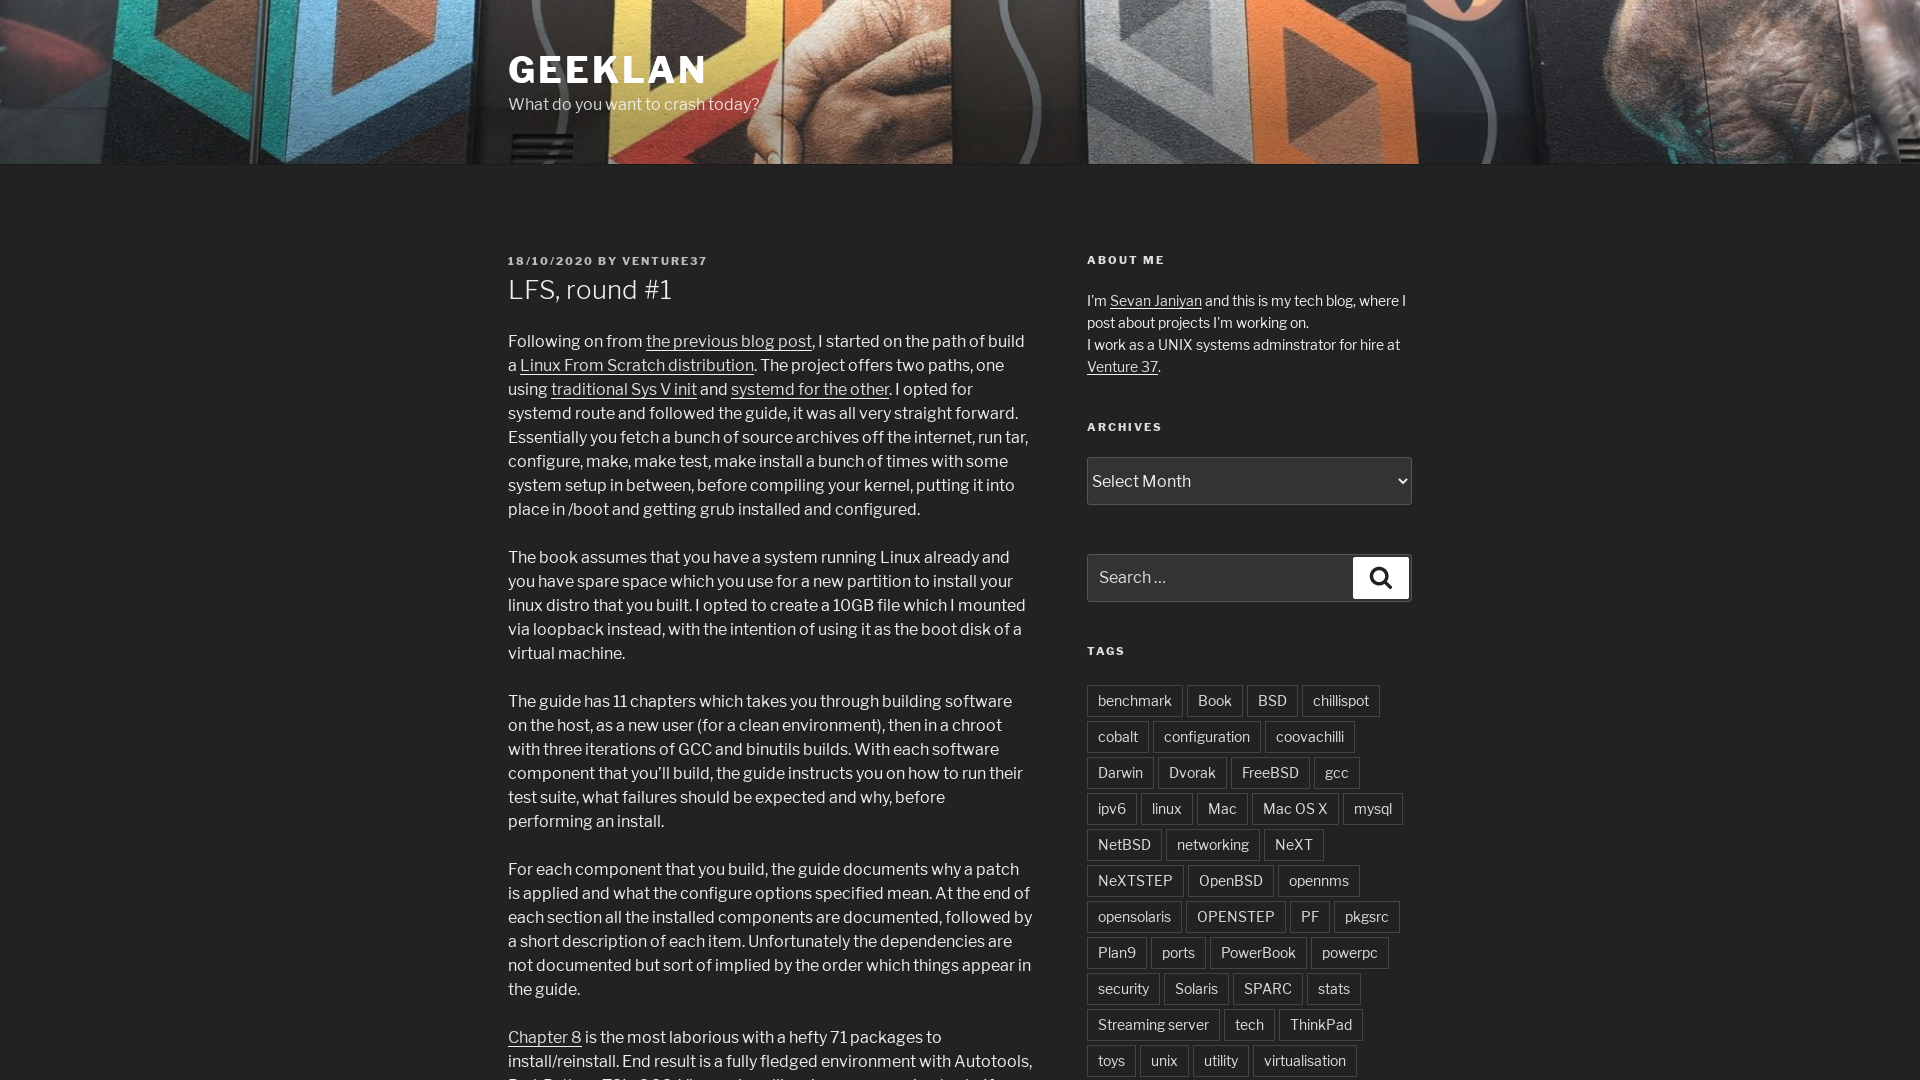 GEEKLAN
What do you want to crash today?
18/10/2020 BY VENTURE37
LFS, round #1
Following on from the previous blog post, I started on the path of build
a Linux From Scratch distribution. The project offers two paths, one
using traditional Sys V init and systemd for the other. I opted for
systemd route and followed the guide, it was all very straight forward.
Essentially you fetch a bunch of source archives off the internet, run tar,
configure, make, make test, make install a bunch of times with some
system setup in between, before compiling your kernel, putting it into
place in /boot and getting grub installed and configured.
The book assumes that you have a system running Linux already and
you have spare space which you use for a new partition to install your
linux distro that you built. I opted to create a 10GB file which I mounted
via loopback instead, with the intention of using it as the boot disk of a
virtual machine.
The guide has 11 chapters which takes you through building software
on the host, as a new user (for a clean environment), then in a chroot
with three iterations of GCC and binutils builds. With each software
component that you’ll build, the guide instructs you on how to run their
test suite, what failures should be expected and why, before
performing an install.
For each component that you build, the guide documents why a patch
is applied and what the configure options specified mean. At the end of
each section all the installed components are documented, followed by
a short description of each item. Unfortunately the dependencies are
not documented but sort of implied by the order which things appear in
the guide.
Chapter 8 is the most laborious with a hefty 71 packages to
install/reinstall. End result is a fully fledged environment with Autotools,
ABOUT ME
I'm Sevan Janiyan and this is my tech blog, where I
post about projects I'm working on.
I work as a UNIX systems adminstrator for hire at
Venture 37.
ARCHIVES
Select Month
Search …
TAGS
benchmark Book BSD chillispot
cobalt configuration coovachilli
Darwin Dvorak FreeBSD gcc
ipv6 linux Mac Mac OS X mysql
NetBSD networking NeXT
NeXTSTEP OpenBSD opennms
opensolaris OPENSTEP PF pkgsrc
Plan9 ports PowerBook powerpc
security Solaris SPARC stats
Streaming server tech ThinkPad
toys unix utility virtualisation